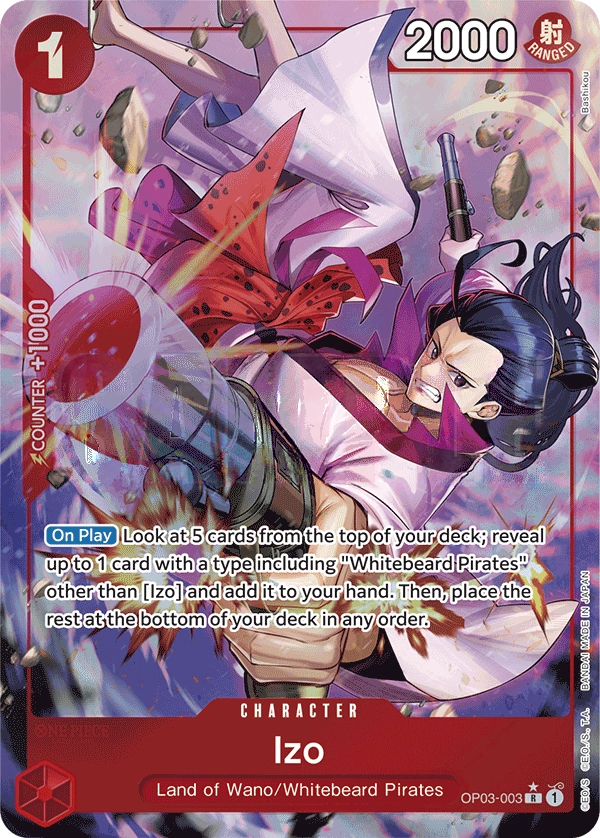 1
2000
射
RANGED
Bashikou
COUNTER +1000
On Play Look at 5 cards from the top of your deck; reveal
up to 1 card with a type including "Whitebeard Pirates"
other than [Izo] and add it to your hand. Then, place the
rest at the bottom of your deck in any order.
©ED/S ©E.O./S., T.A. BANDAI MADE IN JAPAN
©ONE PIECE
CHARACTER
Izo
Land of Wano/Whitebeard Pirates
OP03-003 R 1